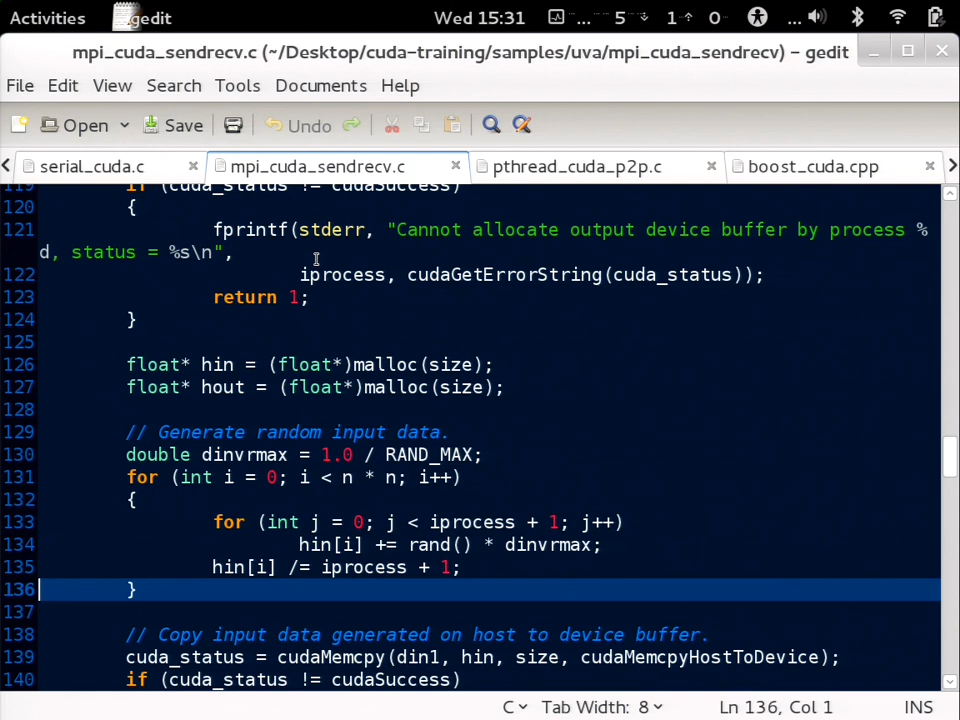 Activities gedit Wed 15:31 ... 5 1 0 ...
mpi_cuda_sendrecv.c (~/Desktop/cuda-training/samples/uva/mpi_cuda_sendrecv) – gedit
File Edit View Search Tools Documents Help
Open Save Undo
serial_cuda.c mpi_cuda_sendrecv.c pthread_cuda_p2p.c boost_cuda.cpp
119 if (cuda_status != cudaSuccess)
120 {
121 fprintf(stderr, "Cannot allocate output device buffer by process %
d, status = %s\n",
122 iprocess, cudaGetErrorString(cuda_status));
123 return 1;
124 }
125
126 float* hin = (float*)malloc(size);
127 float* hout = (float*)malloc(size);
128
129 // Generate random input data.
130 double dinvrmax = 1.0 / RAND_MAX;
131 for (int i = 0; i < n * n; i++)
132 {
133 for (int j = 0; j < iprocess + 1; j++)
134 hin[i] += rand() * dinvrmax;
135 hin[i] /= iprocess + 1;
136 }
137
138 // Copy input data generated on host to device buffer.
139 cuda_status = cudaMemcpy(din1, hin, size, cudaMemcpyHostToDevice);
140 if (cuda_status != cudaSuccess)
C Tab Width: 8 Ln 136, Col 1 INS